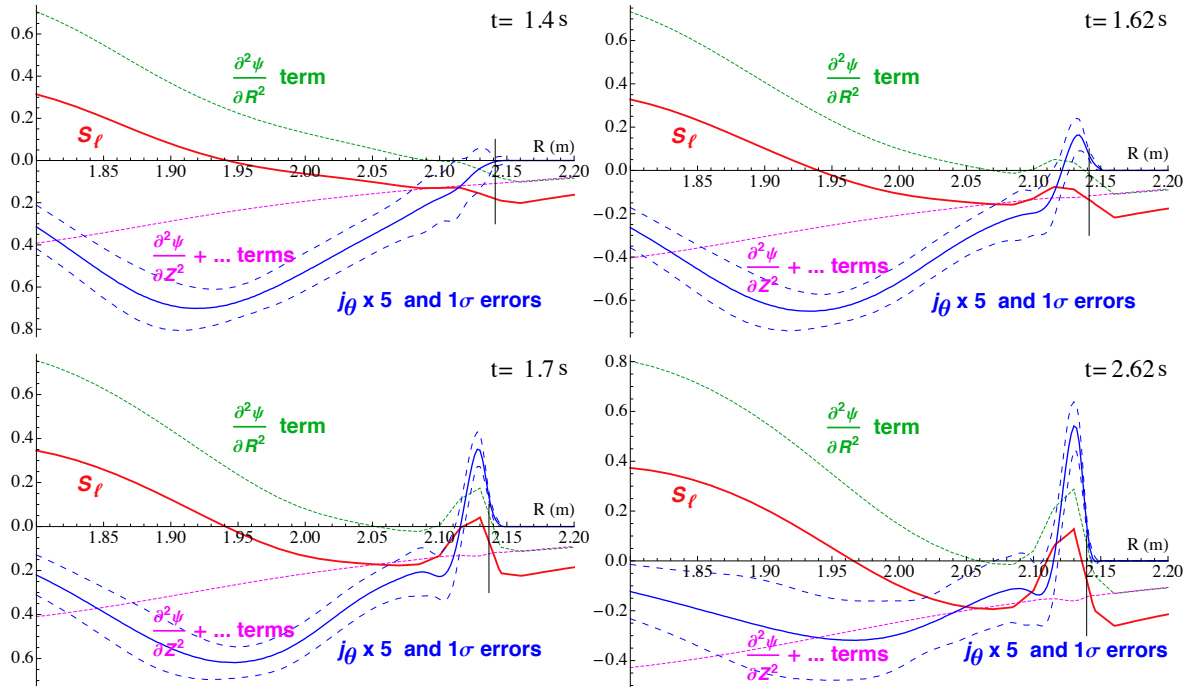 t= 1.4 s
0.6
0.4
0.2
0.0
0.2
0.4
0.6
0.8
∂²ψ/∂R² term
Sℓ
R (m)
1.85 1.90 1.95 2.00 2.05 2.10 2.15 2.20
∂²ψ/∂Z² + ... terms
jθ x 5 and 1σ errors
t= 1.62 s
0.6
0.4
0.2
0.0
−0.2
−0.4
−0.6
∂²ψ/∂R² term
Sℓ
R (m)
1.85 1.90 1.95 2.00 2.05 2.10 2.15 2.20
∂²ψ/∂Z² + ... terms
jθ x 5 and 1σ errors
t= 1.7 s
0.6
0.4
0.2
0.0
0.2
0.4
0.6
∂²ψ/∂R² term
Sℓ
R (m)
1.85 1.90 1.95 2.00 2.05 2.10 2.15 2.20
∂²ψ/∂Z² + ... terms
jθ x 5 and 1σ errors
t= 2.62 s
0.8
0.6
0.4
0.2
0.0
−0.2
−0.4
∂²ψ/∂R² term
Sℓ
R (m)
1.85 1.90 1.95 2.00 2.05 2.10 2.15 2.20
∂²ψ/∂Z² + ... terms
jθ x 5 and 1σ errors